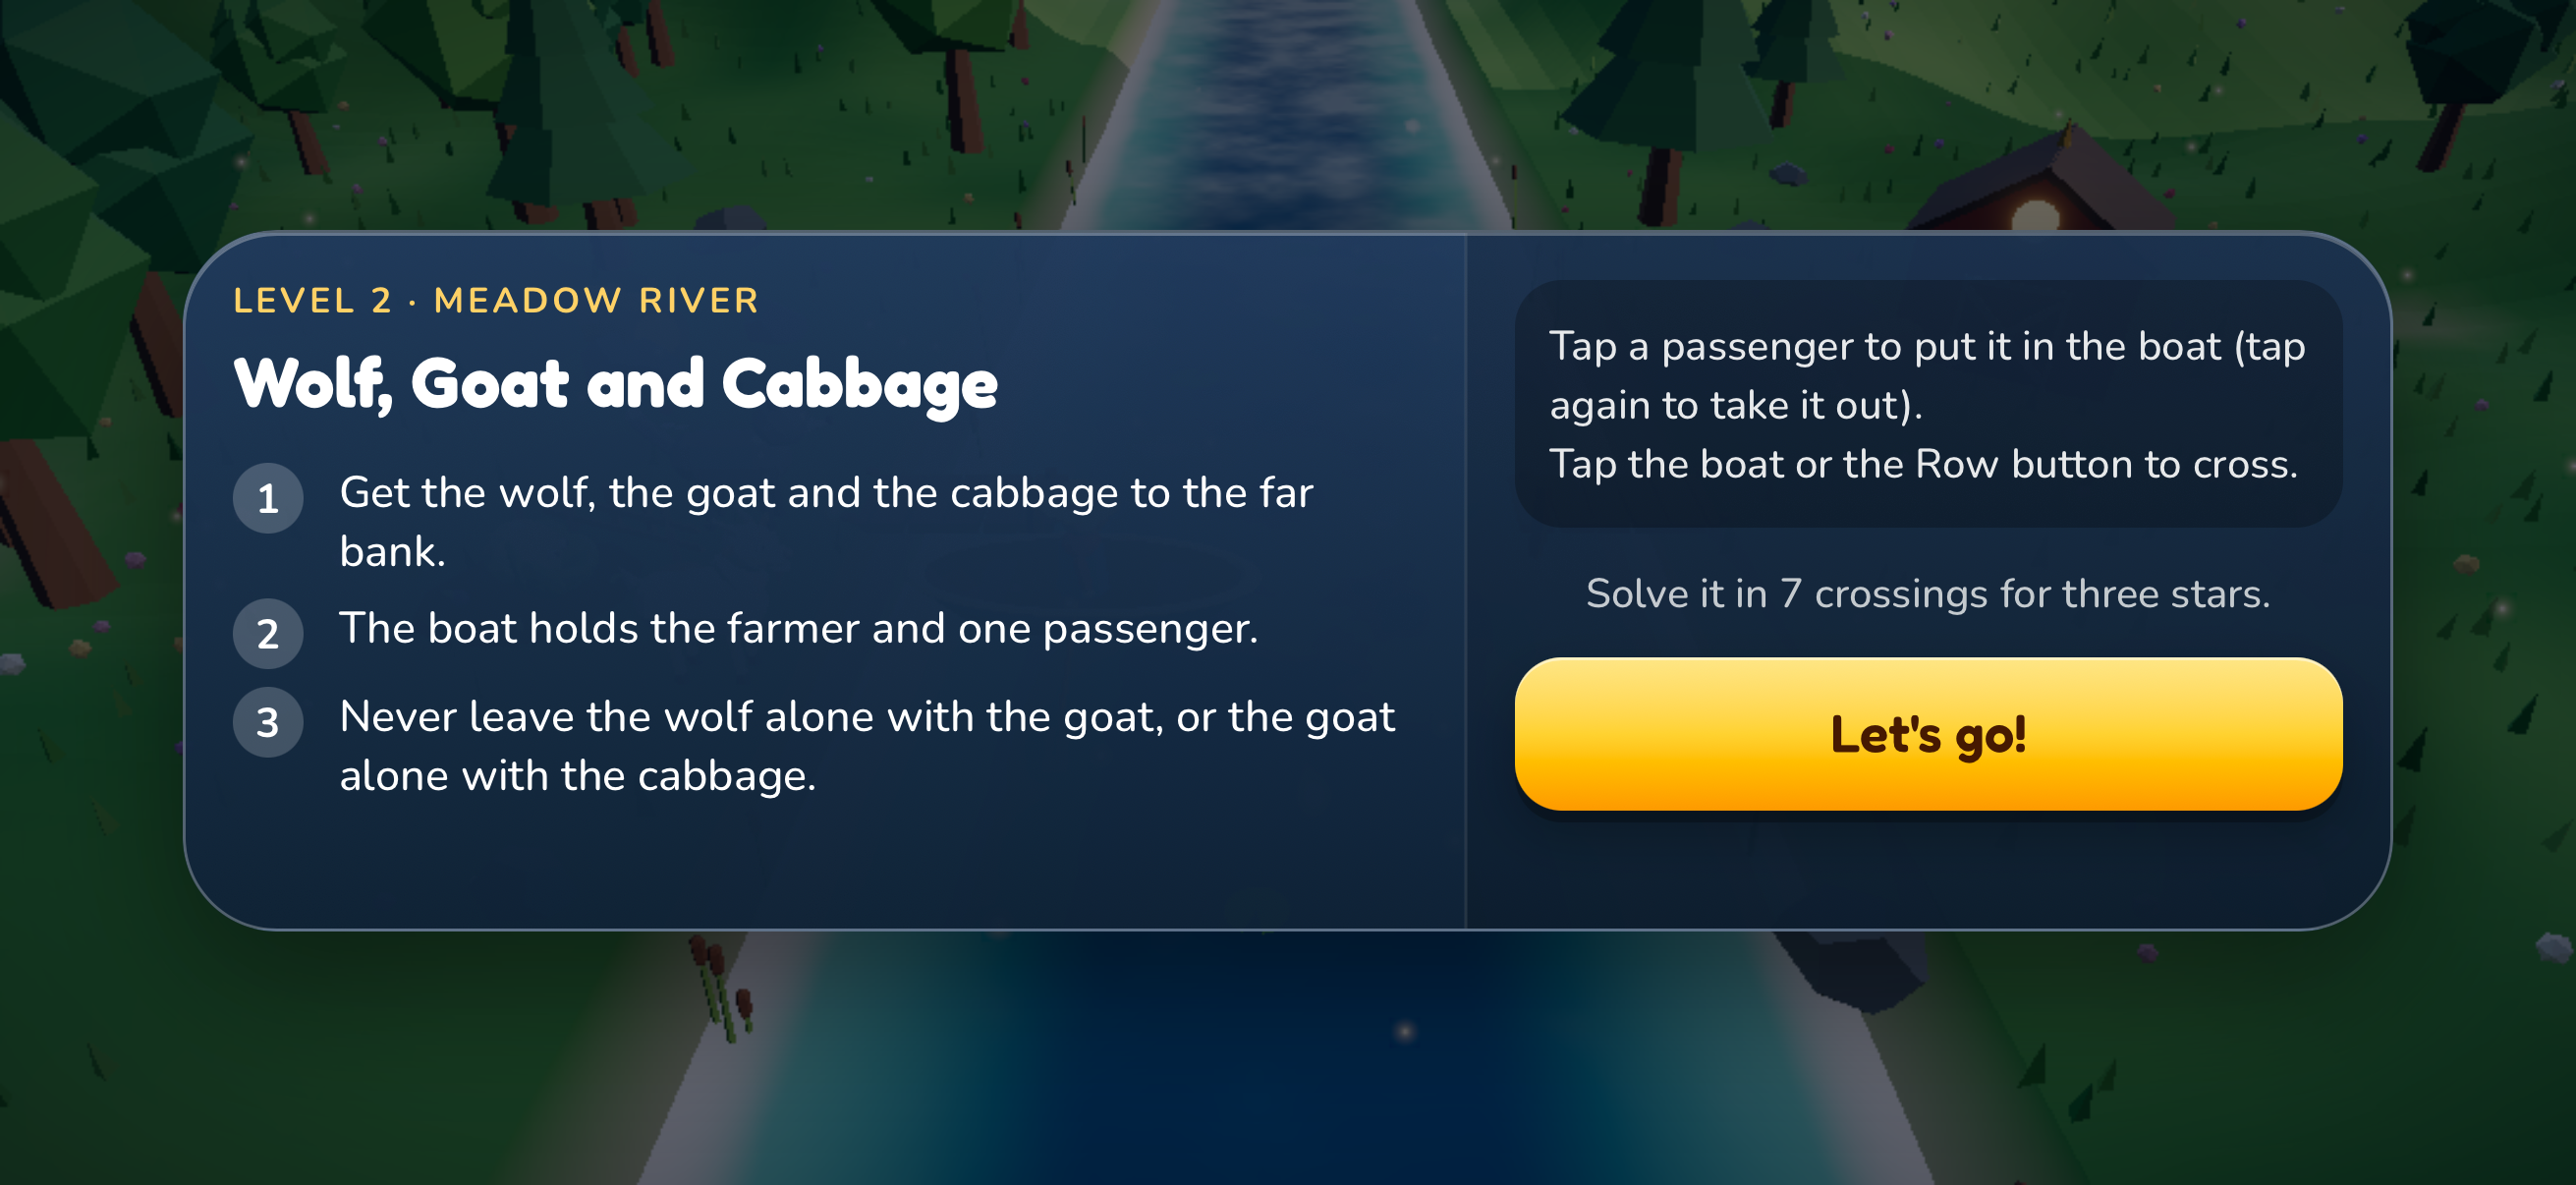 LEVEL 2 · MEADOW RIVER
Wolf, Goat and Cabbage
1 Get the wolf, the goat and the cabbage to the far
bank.
2 The boat holds the farmer and one passenger.
3 Never leave the wolf alone with the goat, or the goat
alone with the cabbage.
Tap a passenger to put it in the boat (tap
again to take it out).
Tap the boat or the Row button to cross.
Solve it in 7 crossings for three stars.
Let's go!